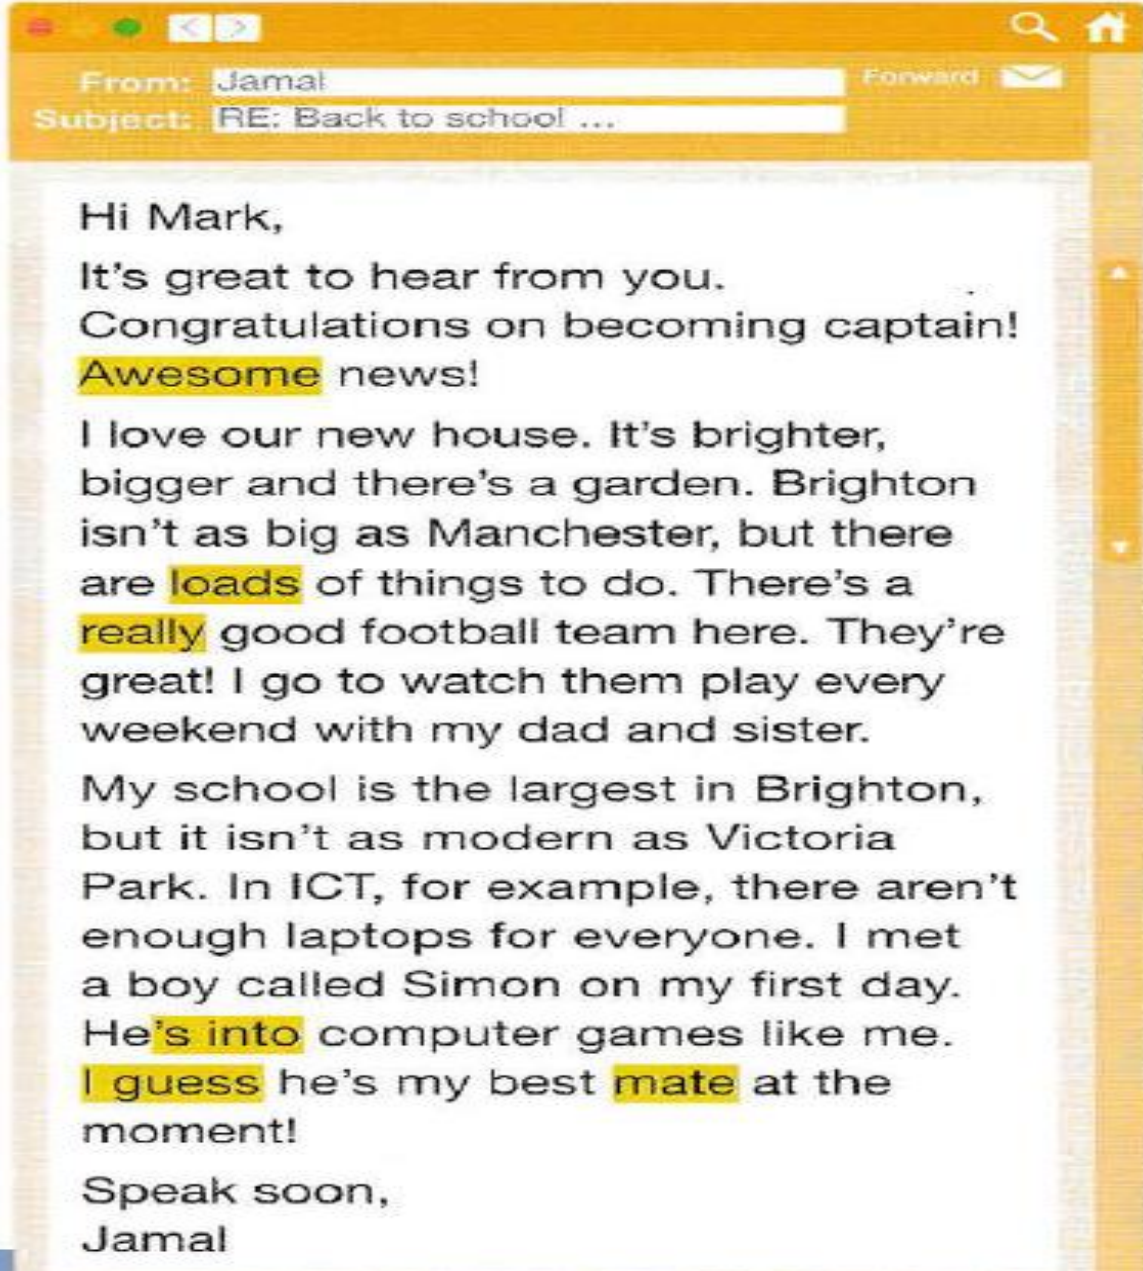 From: Jamal
Forward
Subject: RE: Back to school ...
Hi Mark,
It's great to hear from you.
Congratulations on becoming captain!
Awesome news!
I love our new house. It's brighter,
bigger and there's a garden. Brighton
isn't as big as Manchester, but there
are loads of things to do. There's a
really good football team here. They're
great! I go to watch them play every
weekend with my dad and sister.
My school is the largest in Brighton,
but it isn't as modern as Victoria
Park. In ICT, for example, there aren't
enough laptops for everyone. I met
a boy called Simon on my first day.
He's into computer games like me.
I guess he's my best mate at the
moment!
Speak soon,
Jamal